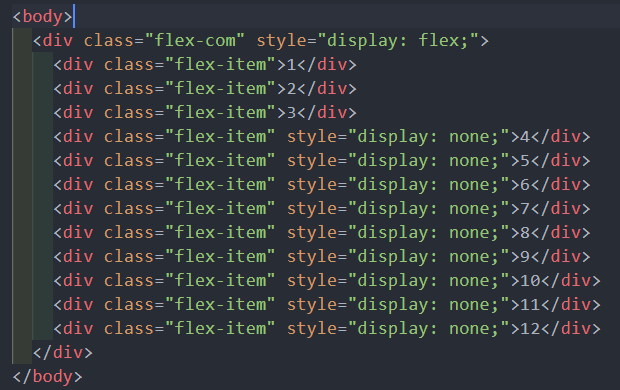 <body>
<div class="flex-com" style="display: flex;">
<div class="flex-item">1</div>
<div class="flex-item">2</div>
<div class="flex-item">3</div>
<div class="flex-item" style="display: none;">4</div>
<div class="flex-item" style="display: none;">5</div>
<div class="flex-item" style="display: none;">6</div>
<div class="flex-item" style="display: none;">7</div>
<div class="flex-item" style="display: none;">8</div>
<div class="flex-item" style="display: none;">9</div>
<div class="flex-item" style="display: none;">10</div>
<div class="flex-item" style="display: none;">11</div>
<div class="flex-item" style="display: none;">12</div>
</div>
</body>